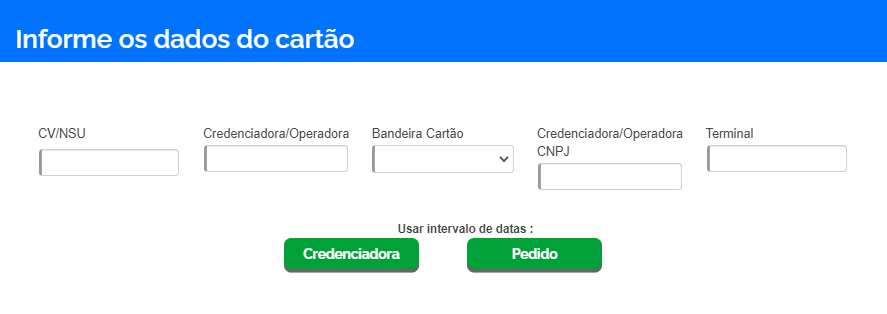 Informe os dados do cartão
CV/NSU
Credenciadora/Operadora
Bandeira Cartão
Credenciadora/Operadora
CNPJ
Terminal
Usar intervalo de datas :
Credenciadora
Pedido